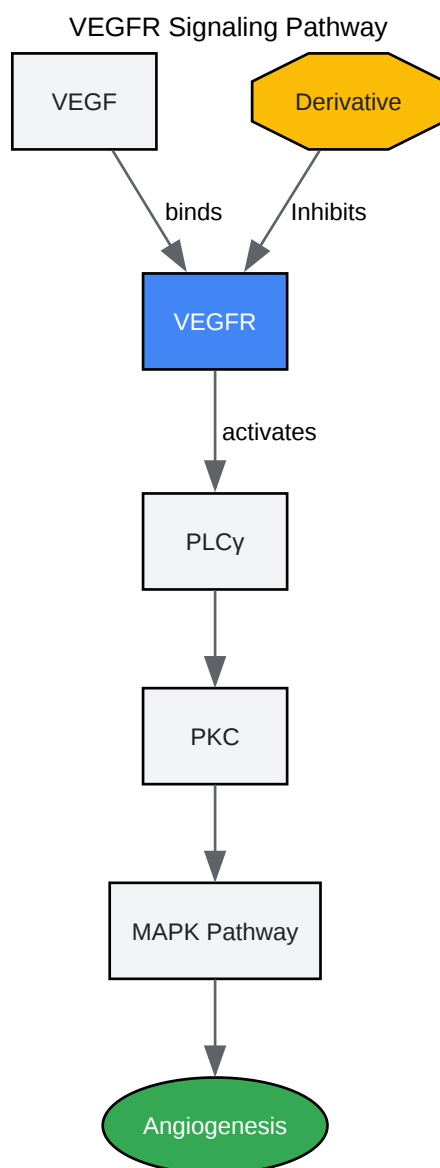 VEGFR Signaling Pathway
VEGF
Derivative
binds
Inhibits
VEGFR
activates
PLCγ
PKC
MAPK Pathway
Angiogenesis